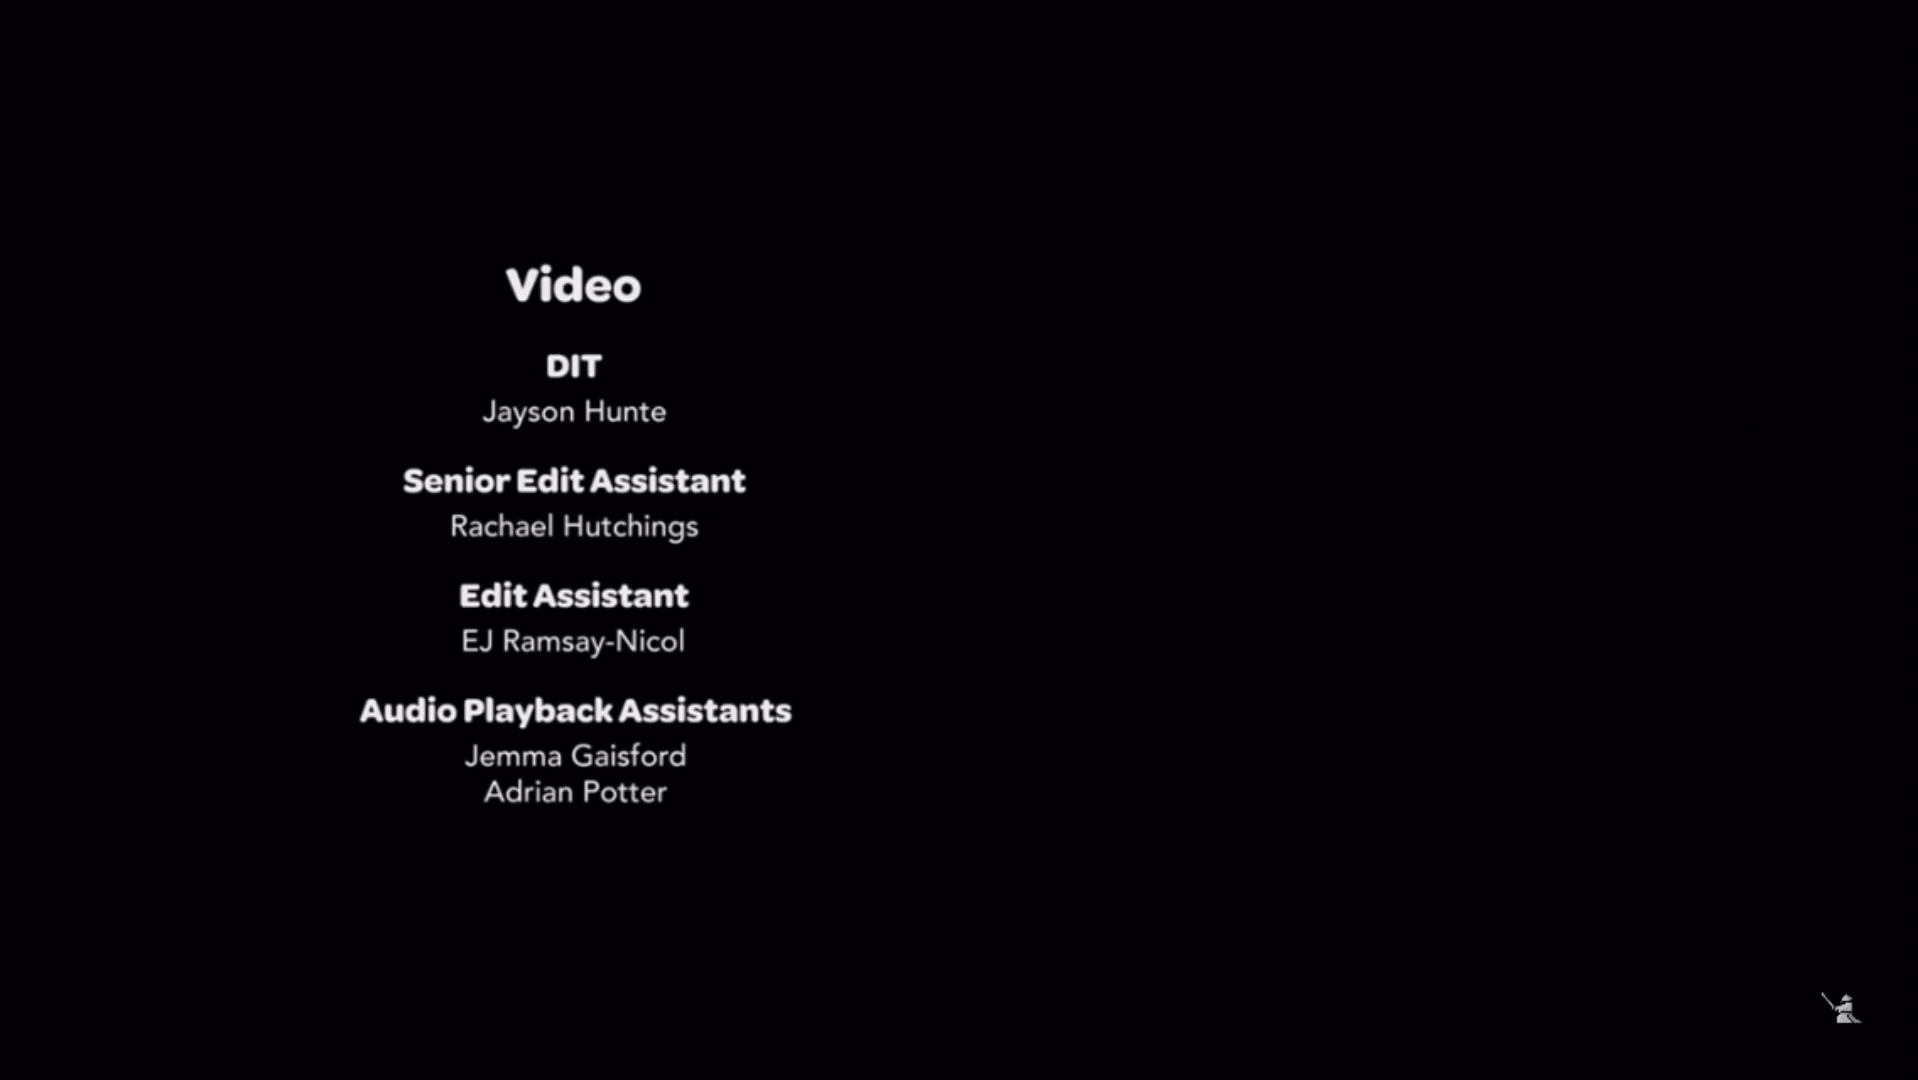 Video
DIT
Jayson Hunte
Senior Edit Assistant
Rachael Hutchings
Edit Assistant
EJ Ramsay-Nicol
Audio Playback Assistants
Jemma Gaisford
Adrian Potter